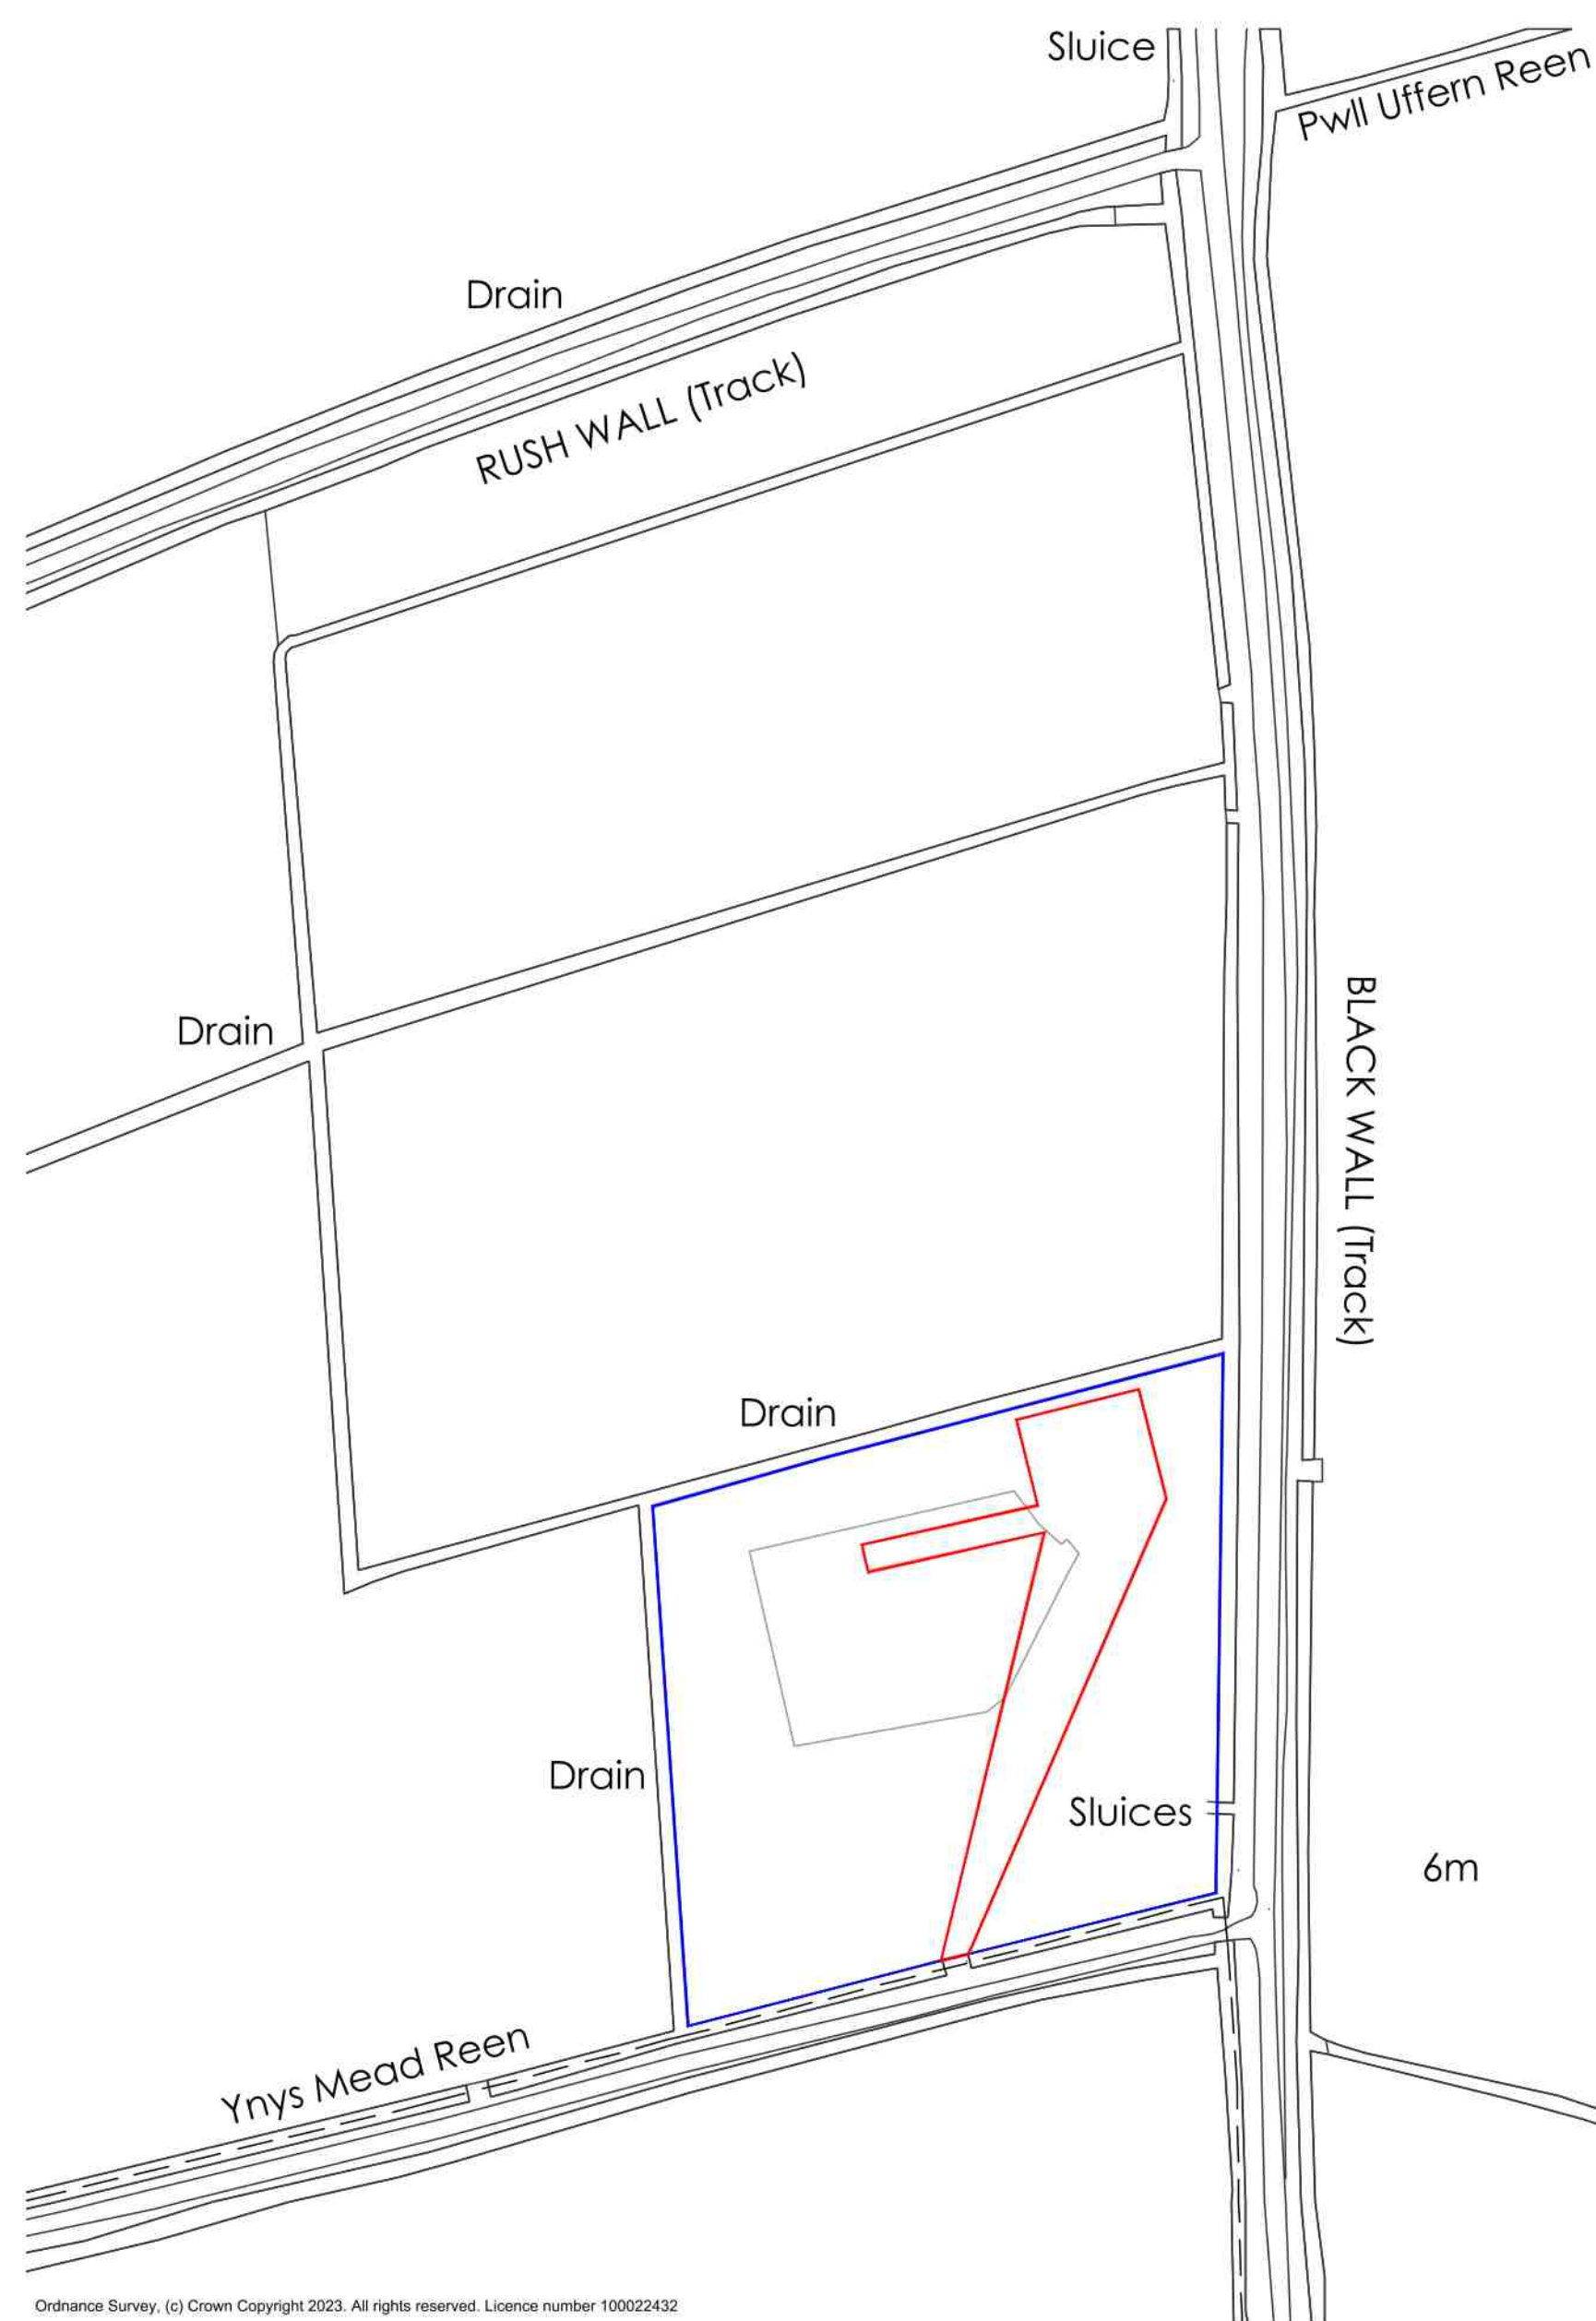 Sluice
Pwll Uffern Reen
Drain
RUSH WALL (Track)
Drain
BLACK WALL (Track)
Drain
Drain
Sluices
6m
Ynys Mead Reen
Ordnance Survey, (c) Crown Copyright 2023. All rights reserved. Licence number 100022432